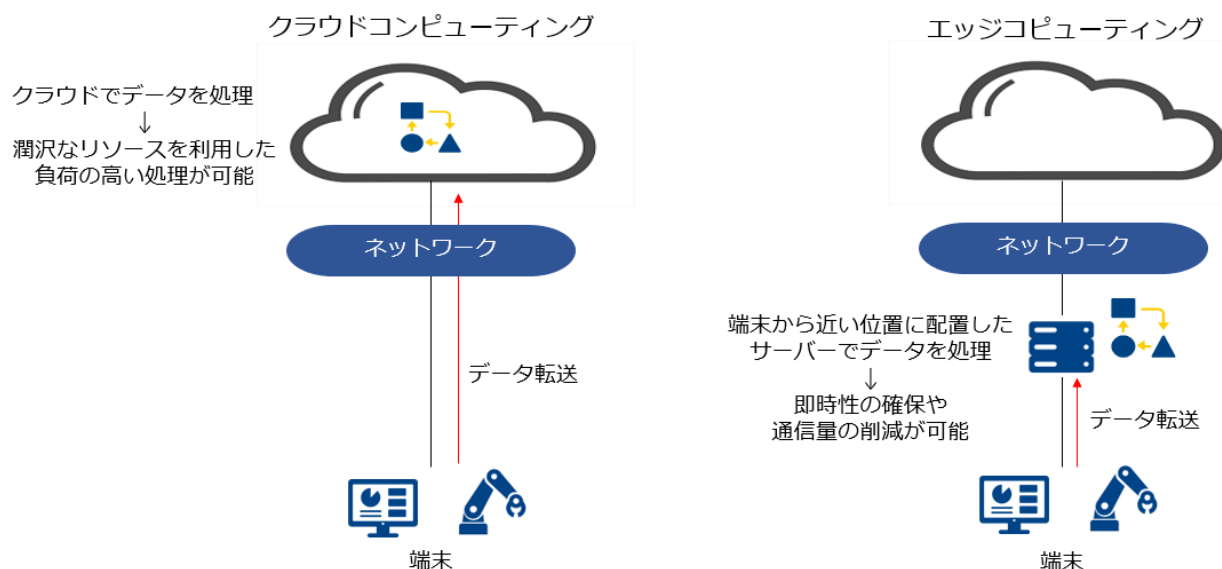 クラウドコンピューティング
クラウドでデータを処理
↓
潤沢なリソースを利用した
負荷の高い処理が可能
ネットワーク
データ転送
端末
エッジコピューティング
ネットワーク
端末から近い位置に配置した
サーバーでデータを処理
↓
即時性の確保や
通信量の削減が可能
データ転送
端末